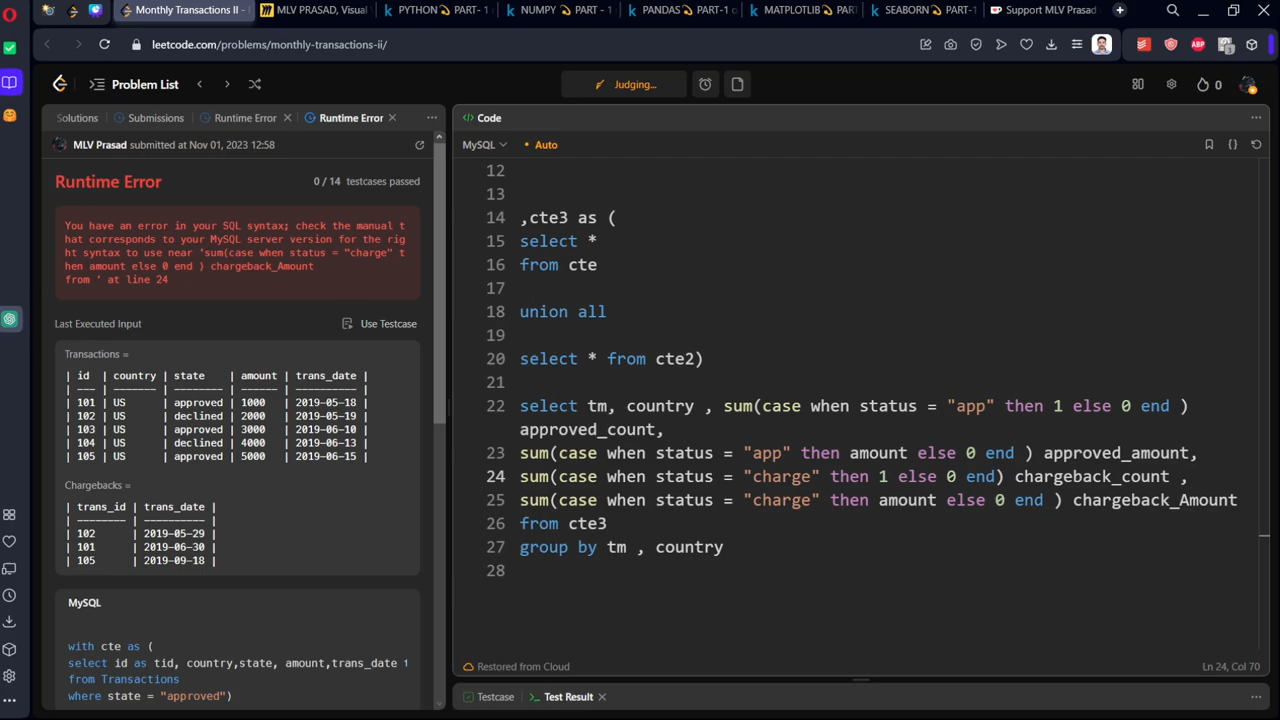 Monthly Transactions II -
MLV PRASAD, Visual
PYTHON PART- 1
NUMPY PART - 1
PANDAS PART-1 o
MATPLOTLIB PAR
SEABORN PART-1
Support MLV Prasad
leetcode.com/problems/monthly-transactions-ii/
ABP
Problem List
Judging...
0
Solutions
Submissions
Runtime Error
Runtime Error
MLV Prasad submitted at Nov 01, 2023 12:58
Runtime Error
0 / 14 testcases passed
You have an error in your SQL syntax; check the manual t
hat corresponds to your MySQL server version for the rig
ht syntax to use near 'sum(case when status = "charge" t
hen amount else 0 end ) chargeback_Amount
from ' at line 24
Last Executed Input
Use Testcase
Transactions =
| id | country | state | amount | trans_date |
| --- | ------- | -------- | ------ | ---------- |
| 101 | US | approved | 1000 | 2019-05-18 |
| 102 | US | declined | 2000 | 2019-05-19 |
| 103 | US | approved | 3000 | 2019-06-10 |
| 104 | US | declined | 4000 | 2019-06-13 |
| 105 | US | approved | 5000 | 2019-06-15 |
Chargebacks =
| trans_id | trans_date |
| -------- | ---------- |
| 102 | 2019-05-29 |
| 101 | 2019-06-30 |
| 105 | 2019-09-18 |
MySQL
with cte as (
select id as tid, country,state, amount,trans_date
from Transactions
where state = "approved")
Code
MySQL
Auto
12
13
14 ,cte3 as (
15 select *
16 from cte
17
18 union all
19
20 select * from cte2)
21
22 select tm, country , sum(case when status = "app" then 1 else 0 end )
approved_count,
23 sum(case when status = "app" then amount else 0 end ) approved_amount,
24 sum(case when status = "charge" then 1 else 0 end) chargeback_count ,
25 sum(case when status = "charge" then amount else 0 end ) chargeback_Amount
26 from cte3
27 group by tm , country
28
Restored from Cloud
Ln 24, Col 70
Testcase
Test Result